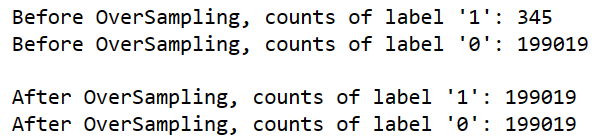 Before OverSampling, counts of label '1': 345
Before OverSampling, counts of label '0': 199019
After OverSampling, counts of label '1': 199019
After OverSampling, counts of label '0': 199019